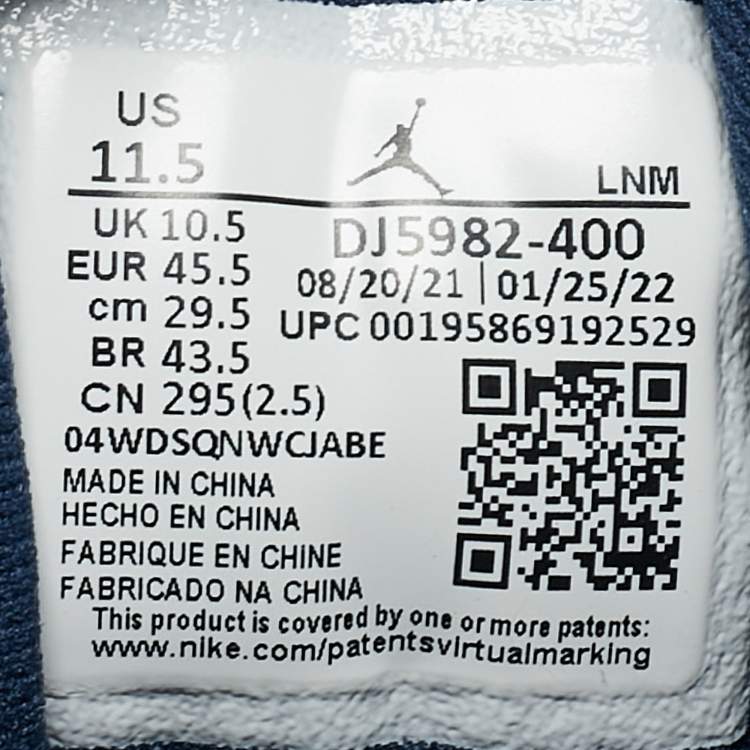 US
11.5
LNM
UK 10.5
DJ5982-400
EUR 45.5
08/20/21 | 01/25/22
cm 29.5
UPC 00195869192529
BR 43.5
CN 295(2.5)
04WDSQNWCJABE
MADE IN CHINA
HECHO EN CHINA
FABRIQUE EN CHINE
FABRICADO NA CHINA
This product is covered by one or more patents:
www.nike.com/patentsvirtualmarking